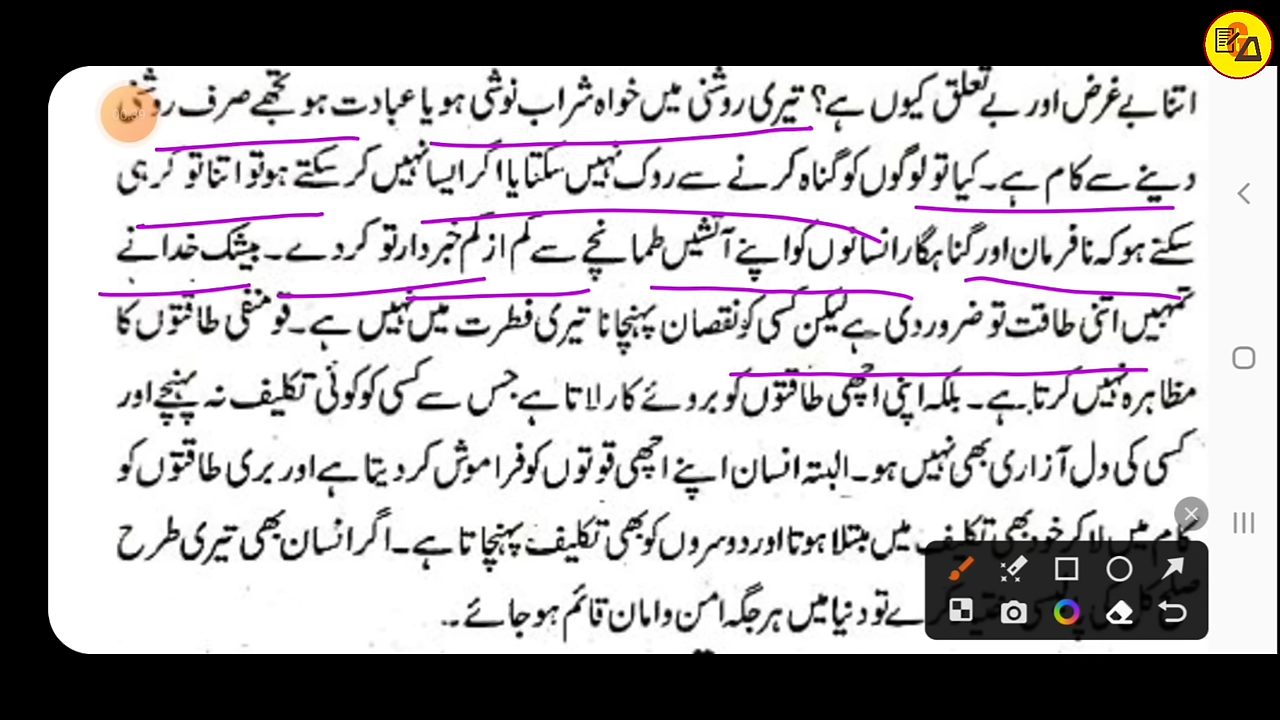 اتنا بے غرض اور بے تعلق کیوں ہے؟ تیری روشنی میں خواہ شراب نوشی ہو یا عبادت ہو تجھے صرف روشنی
دینے سے کام ہے۔ کیا تو لوگوں کو گناہ کرنے سے روک نہیں سکتا یا اگر ایسا نہیں کر سکتے ہو تو اتنا تو کر ہی
سکتے ہو کہ نافرمان اور گناہگار انسانوں کو اپنے آتشیں طمانچے سے کم از کم خبردار تو کر دے۔ بیشک خدا نے
تمہیں اتنی طاقت تو ضرور دی ہے لیکن کسی کو نقصان پہنچانا تیری فطرت میں نہیں ہے۔ تو منفی طاقتوں کا
مظاہرہ نہیں کرتا ہے۔ بلکہ اپنی اچھی طاقتوں کو بروئے کار لاتا ہے جس سے کسی کو کوئی تکلیف نہ پہنچے اور
کسی کی دل آزاری بھی نہیں ہو۔ البتہ انسان اپنے اچھی قوتوں کو فراموش کر دیتا ہے اور بری طاقتوں کو
کام میں لا کر خود بھی تکلیف میں مبتلا ہوتا اور دوسروں کو بھی تکلیف پہنچاتا ہے۔ اگر انسان بھی تیری طرح
کرے تو دنیا میں ہر جگہ امن و امان قائم ہو جائے۔